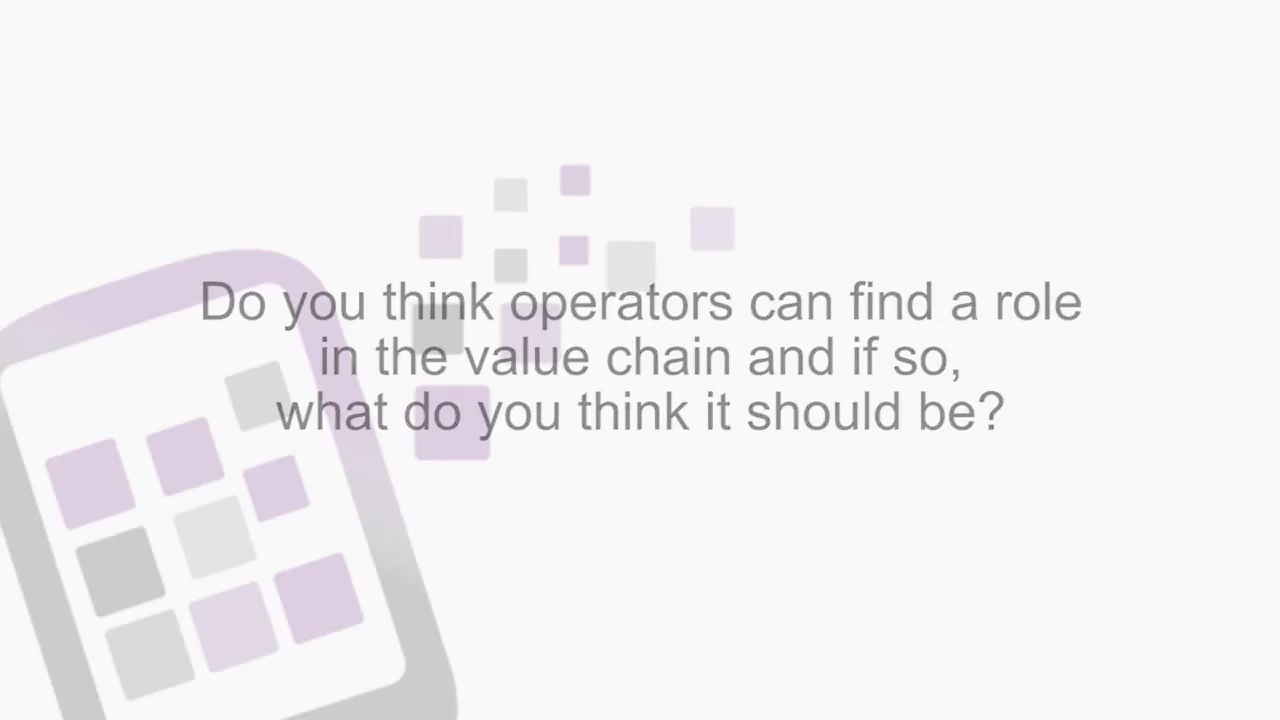 Do you think operators can find a role
in the value chain and if so,
what do you think it should be?